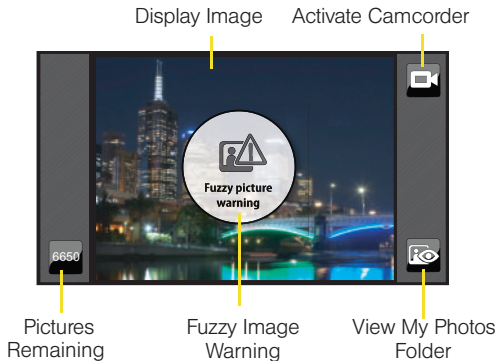 Display Image
Activate Camcorder
Fuzzy picture
warning
6650
Pictures
Remaining
Fuzzy Image
Warning
View My Photos
Folder